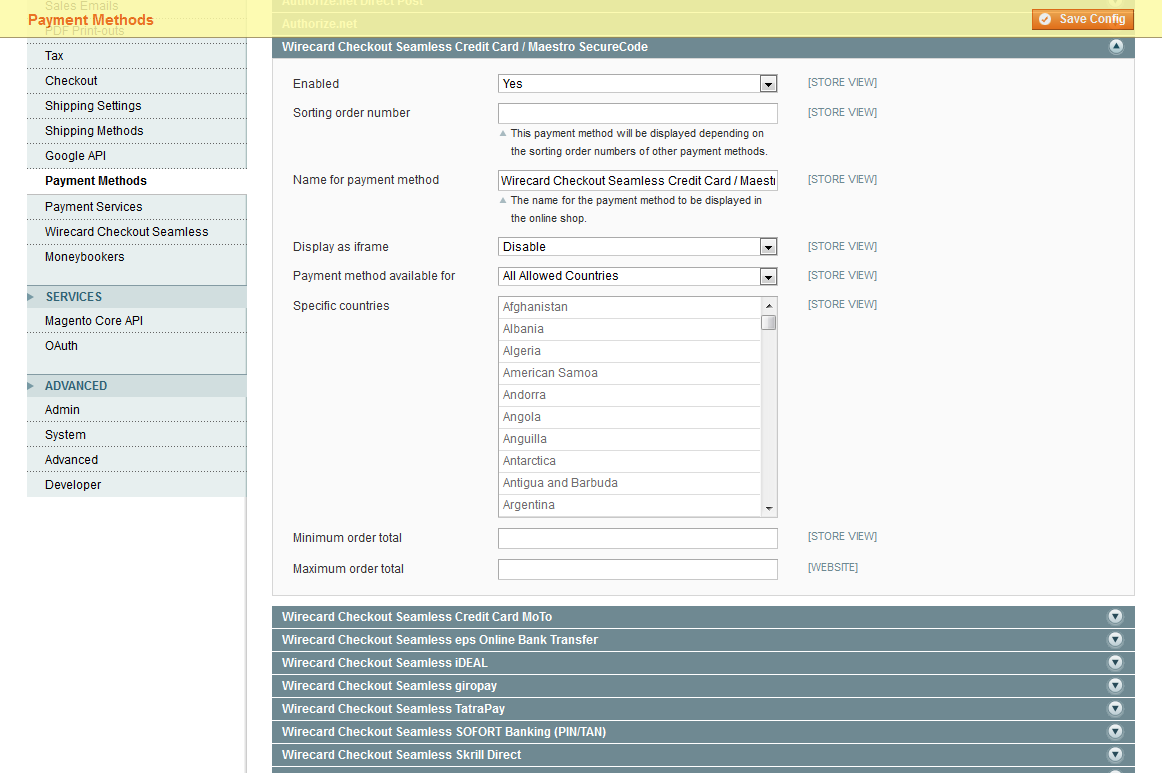 Sales Emails
Payment Methods
PDF Print-outs
Tax
Checkout
Shipping Settings
Shipping Methods
Google API
Payment Methods
Payment Services
Wirecard Checkout Seamless
Moneybookers
SERVICES
Magento Core API
OAuth
ADVANCED
Admin
System
Advanced
Developer
Authorize.net Direct Post
Authorize.net
Save Config
Wirecard Checkout Seamless Credit Card / Maestro SecureCode
Enabled Yes [STORE VIEW]
Sorting order number [STORE VIEW]
This payment method will be displayed depending on
the sorting order numbers of other payment methods.
Name for payment method Wirecard Checkout Seamless Credit Card / Maest [STORE VIEW]
The name for the payment method to be displayed in
the online shop.
Display as iframe Disable [STORE VIEW]
Payment method available for All Allowed Countries [STORE VIEW]
Specific countries Afghanistan [STORE VIEW]
Albania
Algeria
American Samoa
Andorra
Angola
Anguilla
Antarctica
Antigua and Barbuda
Argentina
Minimum order total [STORE VIEW]
Maximum order total [WEBSITE]
Wirecard Checkout Seamless Credit Card MoTo
Wirecard Checkout Seamless eps Online Bank Transfer
Wirecard Checkout Seamless iDEAL
Wirecard Checkout Seamless giropay
Wirecard Checkout Seamless TatraPay
Wirecard Checkout Seamless SOFORT Banking (PIN/TAN)
Wirecard Checkout Seamless Skrill Direct